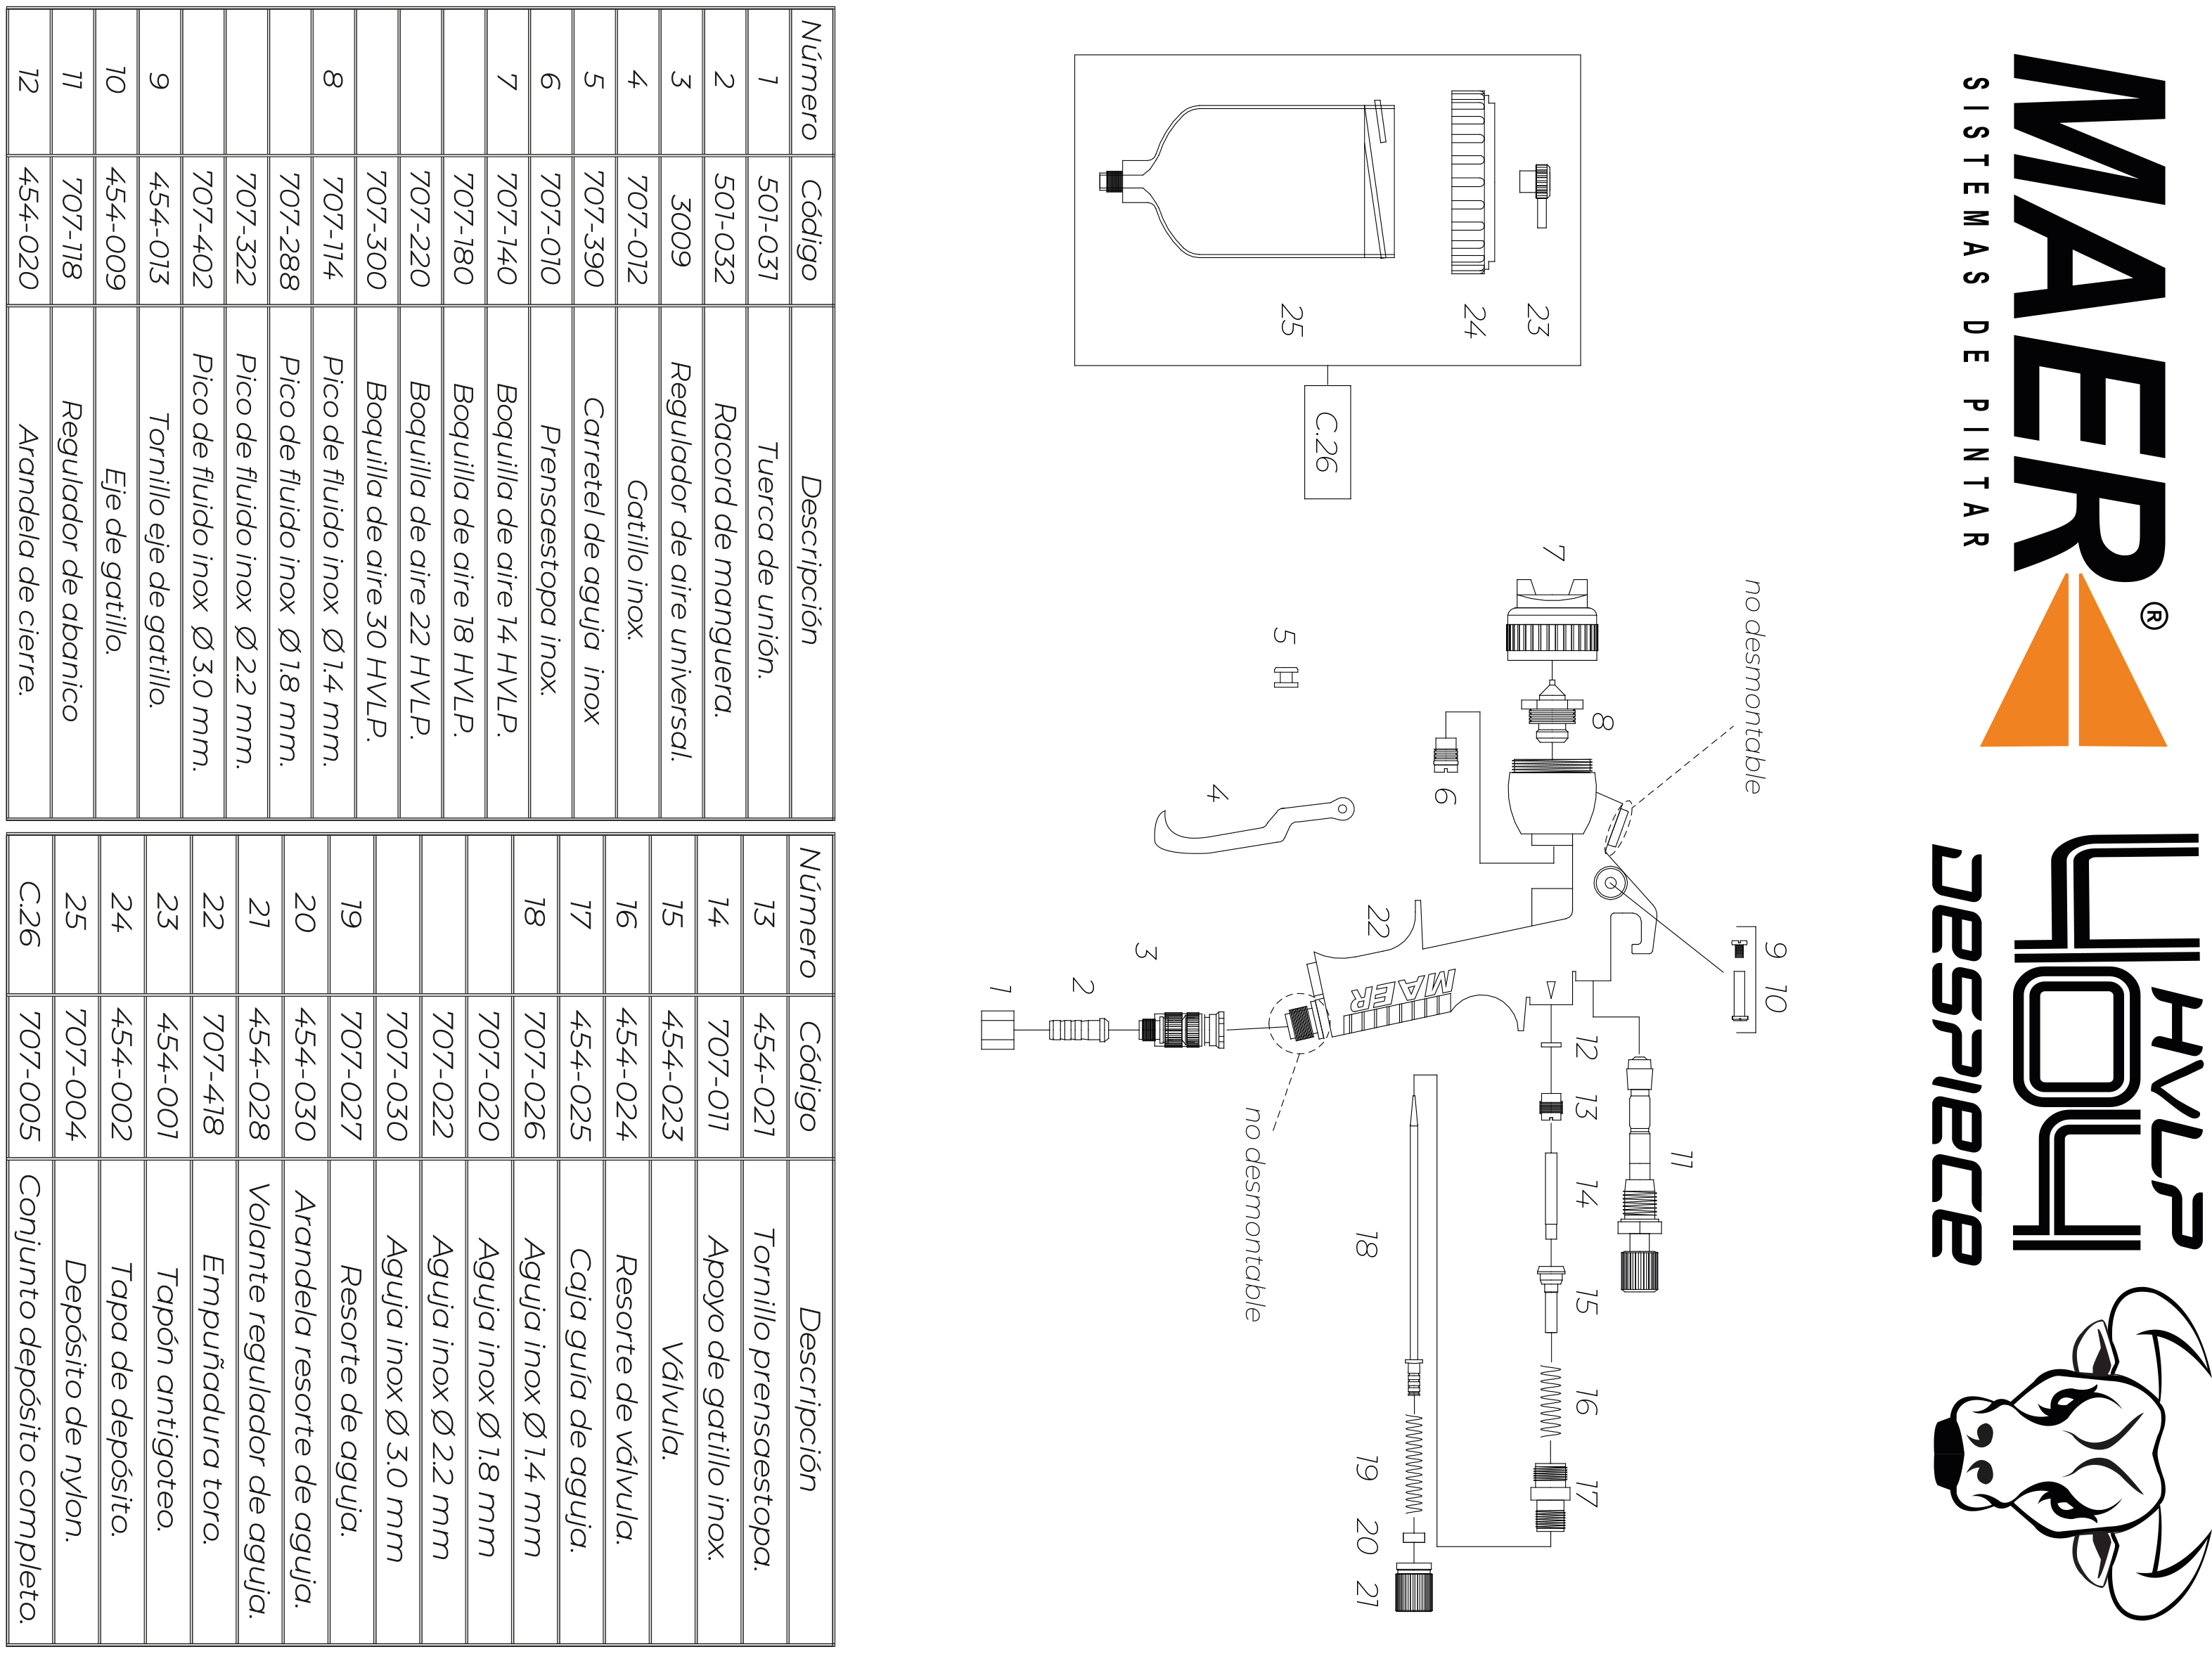 MAER®
SISTEMAS DE PINTAR
HVLP
404
DESPIECE
23
24
25
C.26
no desmontable
9 10
11
7
8
5
6
4
22
MAER
12 13 14 15 16 17
3
2
1
no desmontable
18 19 20 21
Número Código Descripción
1 501-031 Tuerca de unión.
2 501-032 Racord de manguera.
3 3009 Regulador de aire universal.
4 707-012 Gatillo inox.
5 707-390 Carretel de aguja inox
6 707-010 Prensaestopa inox.
7 707-140 Boquilla de aire 14 HVLP.
707-180 Boquilla de aire 18 HVLP.
707-220 Boquilla de aire 22 HVLP.
707-300 Boquilla de aire 30 HVLP.
8 707-114 Pico de fluido inox Ø 1.4 mm.
707-288 Pico de fluido inox Ø 1.8 mm.
707-322 Pico de fluido inox Ø 2.2 mm.
707-402 Pico de fluido inox Ø 3.0 mm.
9 454-013 Tornillo eje de gatillo.
10 454-009 Eje de gatillo.
11 707-118 Regulador de abanico
12 454-020 Arandela de cierre.
Número Código Descripción
13 454-021 Tornillo prensaestopa.
14 707-011 Apoyo de gatillo inox.
15 454-023 Válvula.
16 454-024 Resorte de válvula.
17 454-025 Caja guía de aguja.
18 707-026 Aguja inox Ø 1.4 mm
707-020 Aguja inox Ø 1.8 mm
707-022 Aguja inox Ø 2.2 mm
707-030 Aguja inox Ø 3.0 mm
19 707-027 Resorte de aguja.
20 454-030 Arandela resorte de aguja.
21 454-028 Volante regulador de aguja.
22 707-418 Empuñadura toro.
23 454-001 Tapón antigoteo.
24 454-002 Tapa de depósito.
25 707-004 Depósito de nylon.
C.26 707-005 Conjunto depósito completo.